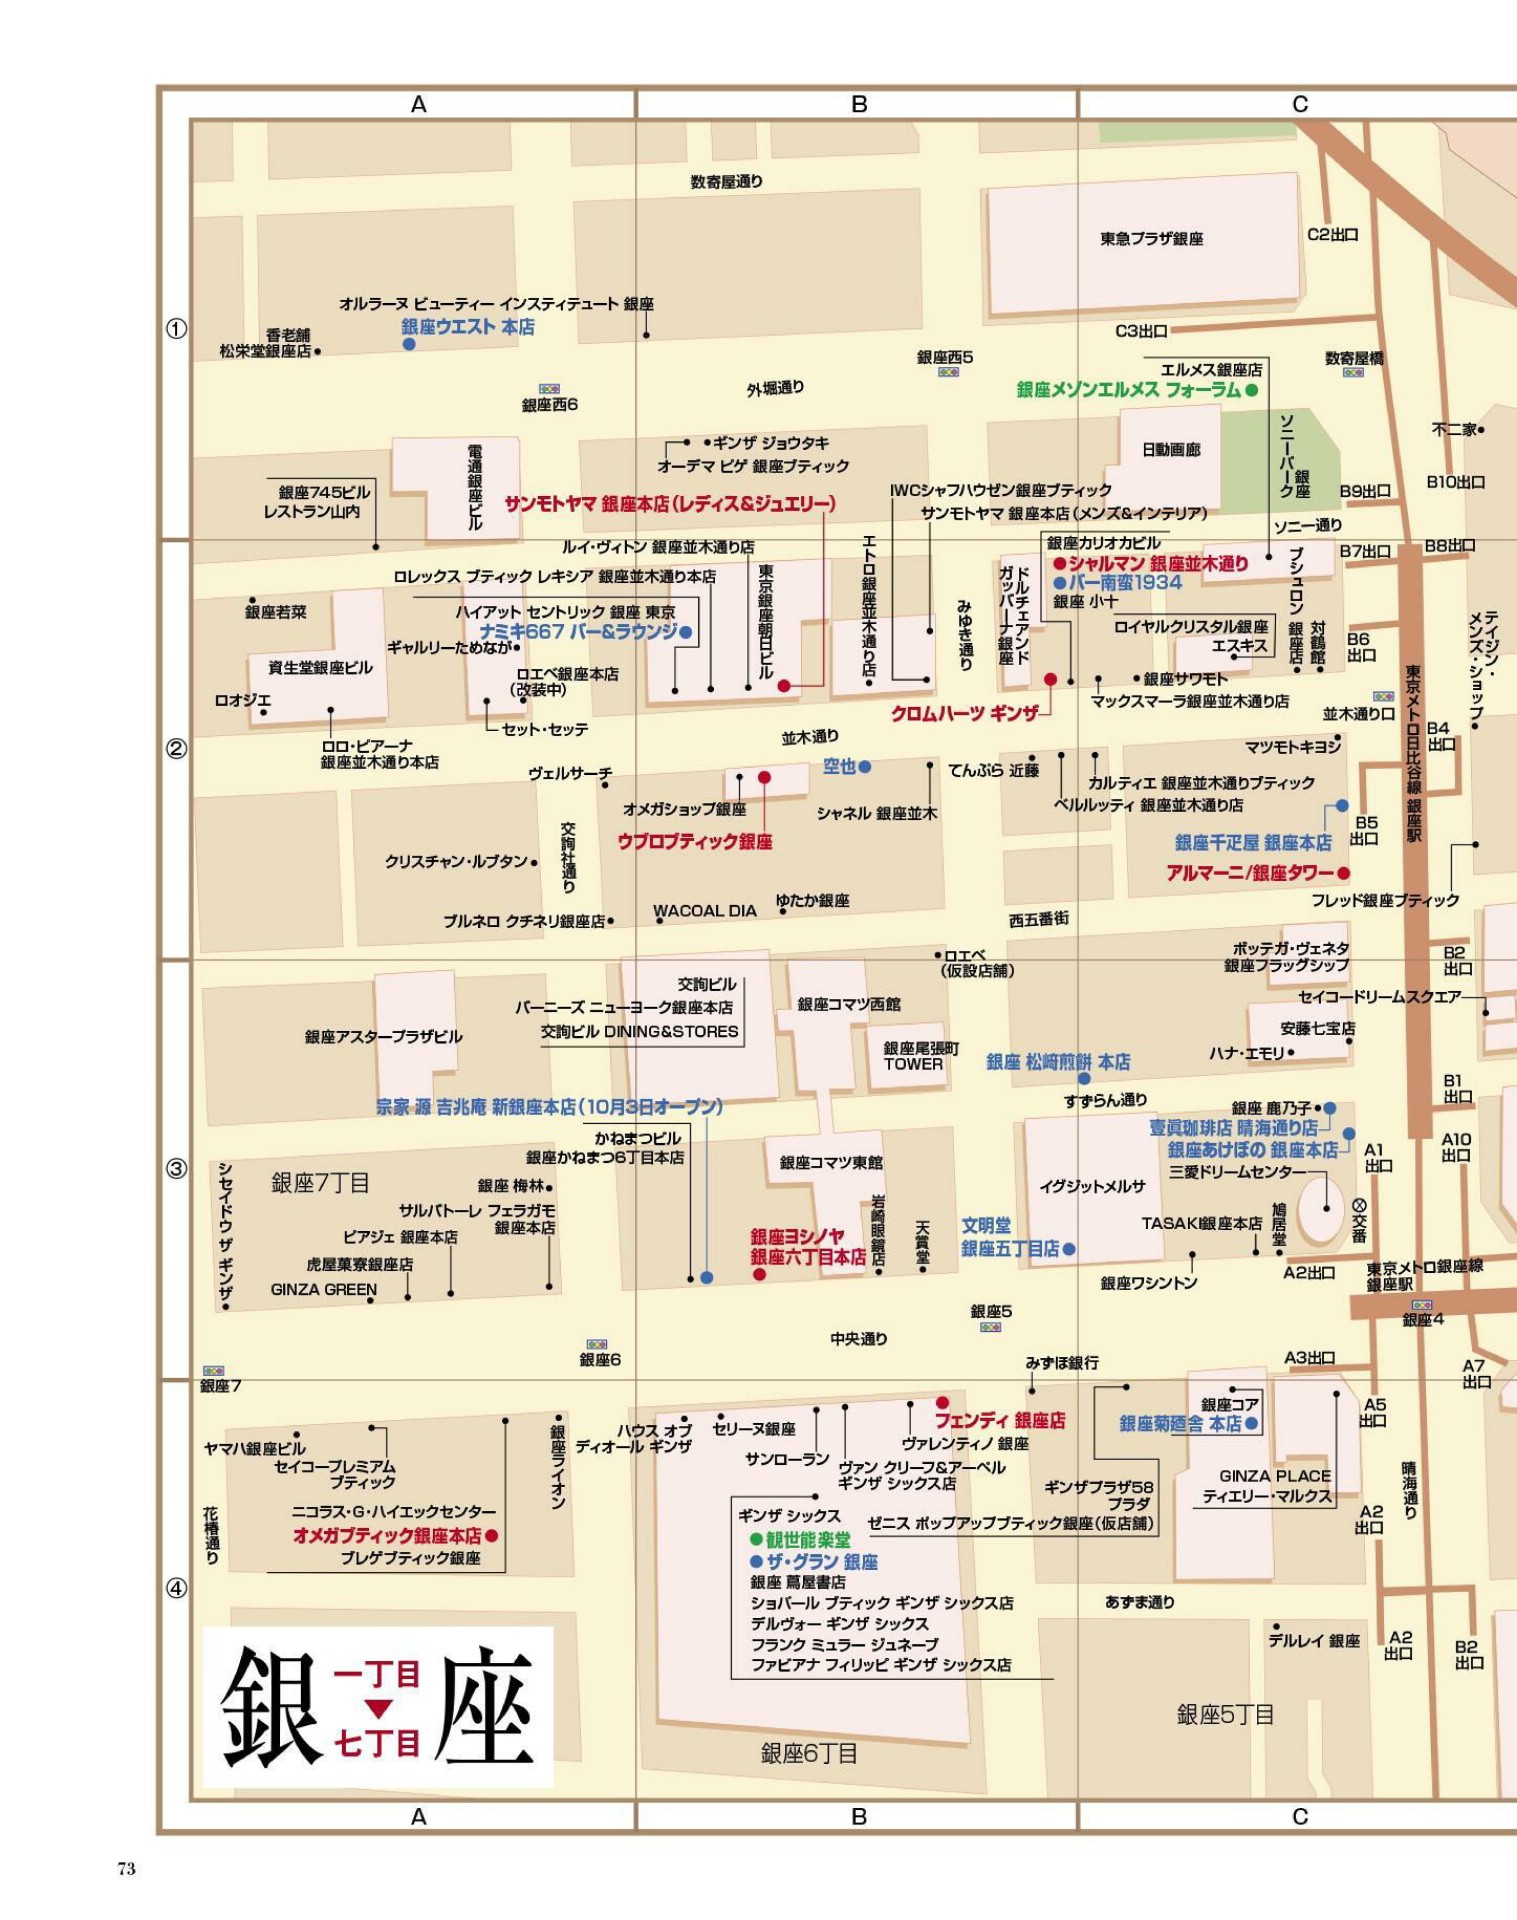 A
B
C
数寄屋通り
東急プラザ銀座
C2出口
オルラーヌ ビューティー インスティテュート 銀座
銀座ウエスト 本店
香老舗
松栄堂銀座店
①
C3出口
銀座西5
数寄屋橋
エルメス銀座店
銀座メゾンエルメス フォーラム
外堀通り
銀座西6
ギンザ ジョウタキ
オーデマ ピゲ 銀座ブティック
電通銀座ビル
日動画廊
ソニーパーク
銀座
不二家
B10出口
B9出口
銀座745ビル
レストラン山内
サンモトヤマ 銀座本店(レディス&ジュエリー)
IWCシャフハウゼン銀座ブティック
サンモトヤマ 銀座本店(メンズ&インテリア)
ソニー通り
B7出口
B8出口
ルイ・ヴィトン 銀座並木通り店
銀座カリオカビル
シャルマン 銀座並木通り
バー南蛮1934
銀座 小十
ロレックス ブティック レキシア 銀座並木通り本店
ハイアット セントリック 銀座 東京
ナミキ667 バー&ラウンジ
東京銀座朝日ビル
エトロ銀座並木通り店
みゆき通り
ドルチェアンド
ガッバーナ銀座
ブシュロン
銀座店
対鶴館
ロイヤルクリスタル銀座
エスキス
銀座若菜
ギャルリーためなが
資生堂銀座ビル
ロエベ銀座本店
(改装中)
ロオジエ
セット・セッテ
ロロ・ピアーナ
銀座並木通り本店
銀座サワモト
マックスマーラ銀座並木通り店
クロムハーツ ギンザ
B6
出口
テイジン・
メンズ・ショップ
東京メトロ日比谷線 銀座駅
並木通り口
B4
出口
②
並木通り
マツモトキヨシ
ヴェルサーチ
空也
てんぷら 近藤
カルティエ 銀座並木通りブティック
オメガショップ銀座
シャネル 銀座並木
ベルルッティ 銀座並木通り店
ウブロブティック銀座
交詢社通り
B5
出口
銀座千疋屋 銀座本店
クリスチャン・ルブタン
アルマーニ/銀座タワー
フレッド銀座ブティック
ブルネロ クチネリ銀座店
WACOAL DIA
ゆたか銀座
西五番街
ロエベ
(仮設店舗)
ボッテガ・ヴェネタ
銀座フラッグシップ
B2
出口
交詢ビル
バーニーズ ニューヨーク銀座本店
交詢ビル DINING&STORES
銀座コマツ西館
セイコードリームスクエア
銀座アスタープラザビル
銀座尾張町
TOWER
安藤七宝店
ハナ・エモリ
銀座 松﨑煎餅 本店
B1
出口
宗家 源 吉兆庵 新銀座本店(10月3日オープン)
すずらん通り
銀座 鹿乃子
壹眞珈琲店 晴海通り店
銀座あけぼの 銀座本店
かねまつビル
銀座かねまつ6丁目本店
A1
出口
A10
出口
③
銀座コマツ東館
三愛ドリームセンター
イグジットメルサ
シセイドウ ザ ギンザ
銀座7丁目
銀座 梅林
サルバトーレ フェラガモ
銀座本店
ピアジェ 銀座本店
虎屋菓寮銀座店
GINZA GREEN
岩崎眼鏡店
天賞堂
文明堂
銀座五丁目店
TASAKI銀座本店
鳩居堂
交番
銀座ヨシノヤ
銀座六丁目本店
銀座ワシントン
A2出口
東京メトロ銀座線
銀座駅
銀座4
銀座5
中央通り
銀座6
銀座7
みずほ銀行
A3出口
A7
出口
ヤマハ銀座ビル
セイコープレミアム
ブティック
銀座ライオン
ハウス オブ
ディオール ギンザ
セリーヌ銀座
フェンディ 銀座店
銀座コア
銀座菊廼舎 本店
A5
出口
サンローラン
ヴァレンティノ 銀座
ヴァン クリーフ&アーペル
ギンザ シックス店
花椿通り
ニコラス・G・ハイエックセンター
オメガブティック銀座本店
ブレゲブティック銀座
ギンザプラザ58
プラダ
ゼニス ポップアップブティック銀座(仮店舗)
GINZA PLACE
ティエリー・マルクス
晴海通り
A2
出口
④
ギンザ シックス
観世能楽堂
ザ・グラン 銀座
銀座 蔦屋書店
ショパール ブティック ギンザ シックス店
デルヴォー ギンザ シックス
フランク ミュラー ジュネーブ
ファビアナ フィリッピ ギンザ シックス店
あずま通り
デルレイ 銀座
A2
出口
B2
出口
銀座
一丁目
七丁目
銀座5丁目
銀座6丁目
A
B
C
73